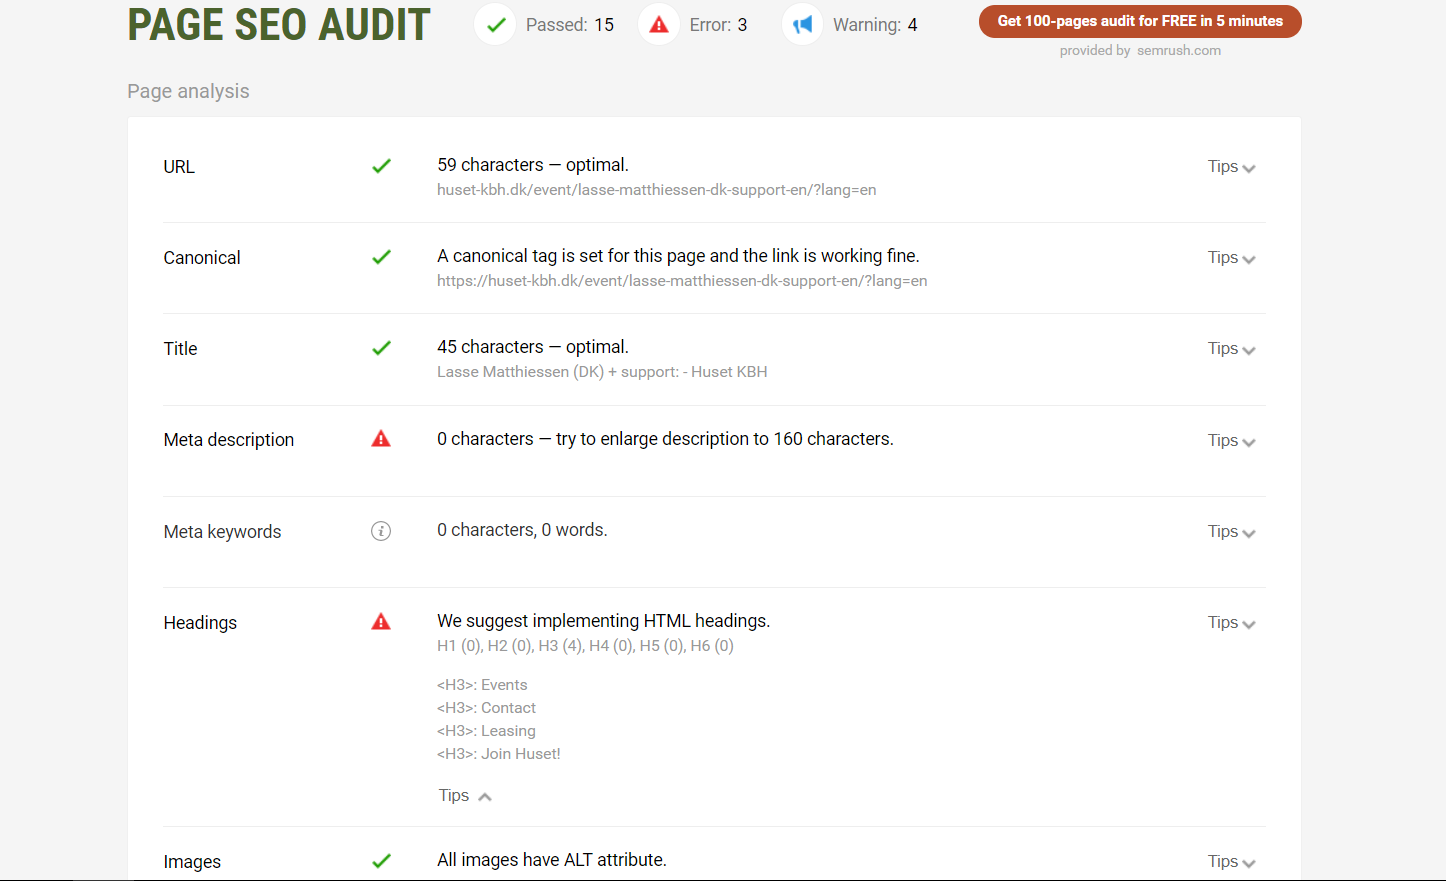 PAGE SEO AUDIT
Passed: 15
Error: 3
Warning: 4
Get 100-pages audit for FREE in 5 minutes
provided by semrush.com
Page analysis
URL
59 characters — optimal.
Tips
huset-kbh.dk/event/lasse-matthiessen-dk-support-en/?lang=en
Canonical
A canonical tag is set for this page and the link is working fine.
Tips
https://huset-kbh.dk/event/lasse-matthiessen-dk-support-en/?lang=en
Title
45 characters — optimal.
Tips
Lasse Matthiessen (DK) + support: - Huset KBH
Meta description
0 characters — try to enlarge description to 160 characters.
Tips
Meta keywords
0 characters, 0 words.
Tips
Headings
We suggest implementing HTML headings.
Tips
H1 (0), H2 (0), H3 (4), H4 (0), H5 (0), H6 (0)
<H3>: Events
<H3>: Contact
<H3>: Leasing
<H3>: Join Huset!
Tips
Images
All images have ALT attribute.
Tips